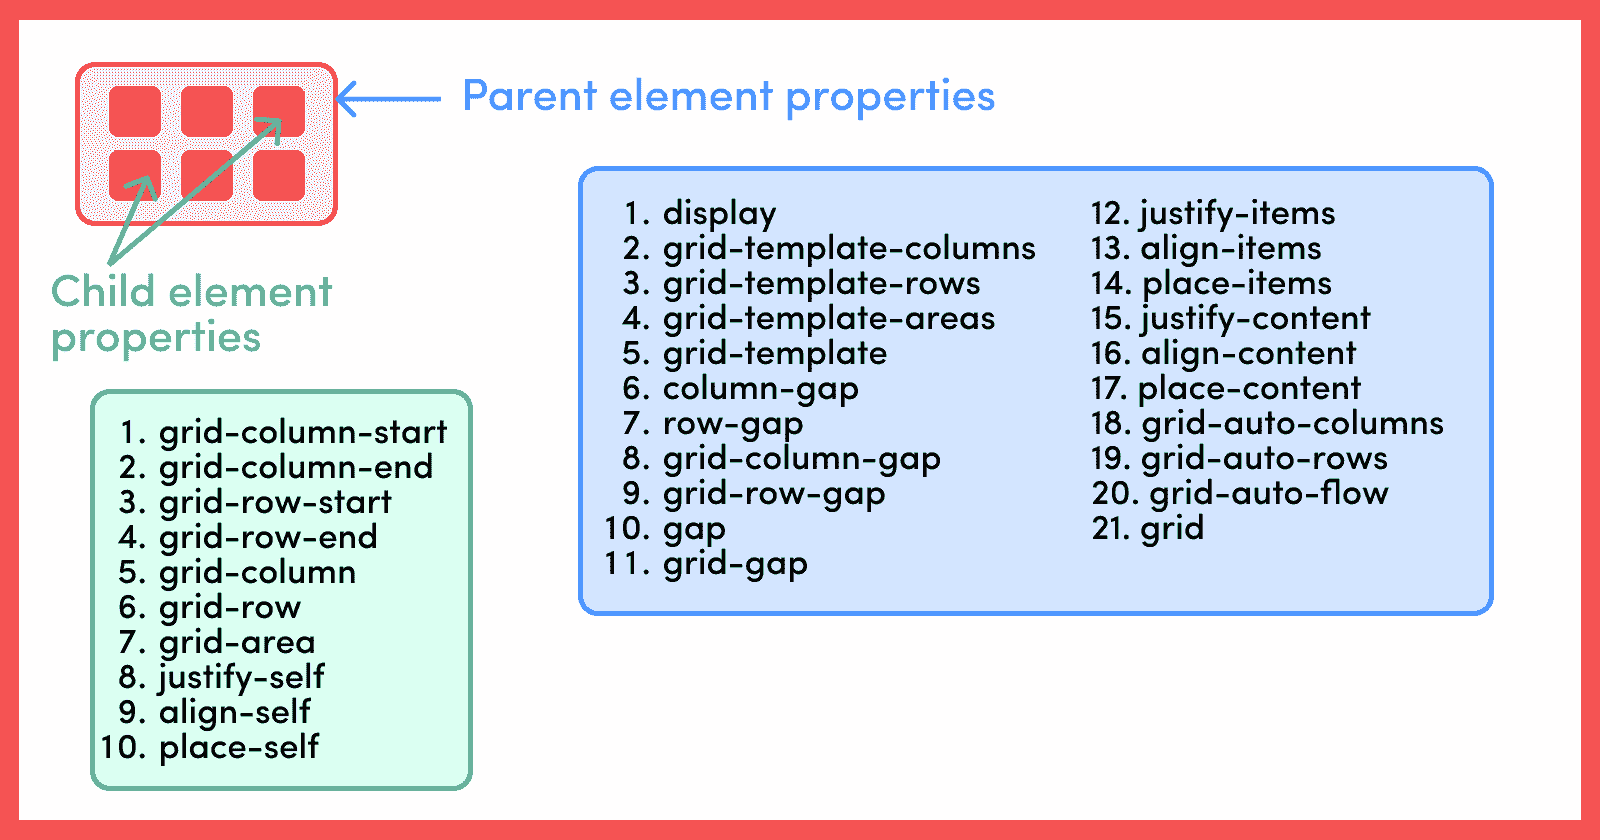 Parent element properties
Child element
properties
1. grid-column-start
2. grid-column-end
3. grid-row-start
4. grid-row-end
5. grid-column
6. grid-row
7. grid-area
8. justify-self
9. align-self
10. place-self
1. display
2. grid-template-columns
3. grid-template-rows
4. grid-template-areas
5. grid-template
6. column-gap
7. row-gap
8. grid-column-gap
9. grid-row-gap
10. gap
11. grid-gap
12. justify-items
13. align-items
14. place-items
15. justify-content
16. align-content
17. place-content
18. grid-auto-columns
19. grid-auto-rows
20. grid-auto-flow
21. grid